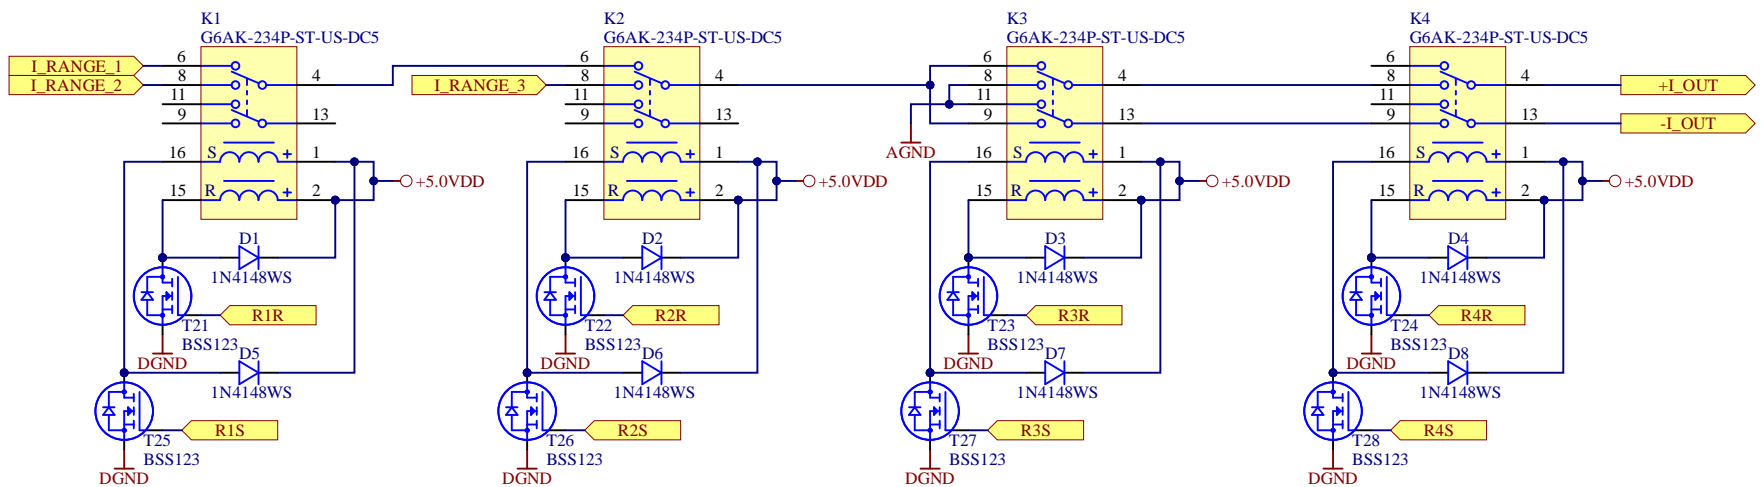 K1
G6AK-234P-ST-US-DC5
I_RANGE_1
I_RANGE_2
6
8
11
9
4
13
16
S
+
1
15
R
+
2
+5.0VDD
D1
1N4148WS
T21
BSS123
R1R
DGND
D5
1N4148WS
T25
BSS123
R1S
DGND
K2
G6AK-234P-ST-US-DC5
I_RANGE_3
6
8
11
9
4
13
16
S
+
1
15
R
+
2
+5.0VDD
D2
1N4148WS
T22
BSS123
R2R
DGND
D6
1N4148WS
T26
BSS123
R2S
DGND
K3
G6AK-234P-ST-US-DC5
6
8
11
9
AGND
4
13
16
S
+
1
15
R
+
2
+5.0VDD
D3
1N4148WS
T23
BSS123
R3R
DGND
D7
1N4148WS
T27
BSS123
R3S
DGND
K4
G6AK-234P-ST-US-DC5
6
8
11
9
4
13
+I_OUT
-I_OUT
16
S
+
1
15
R
+
2
+5.0VDD
D4
1N4148WS
T24
BSS123
R4R
DGND
D8
1N4148WS
T28
BSS123
R4S
DGND